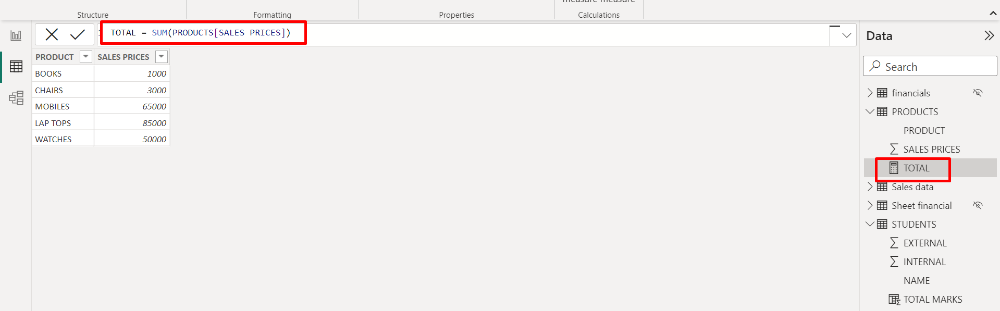 measure measure
Structure
Formatting
Properties
Calculations
TOTAL = SUM(PRODUCTS[SALES PRICES])
PRODUCT SALES PRICES
BOOKS 1000
CHAIRS 3000
MOBILES 65000
LAP TOPS 85000
WATCHES 50000
Data
Search
financials
PRODUCTS
PRODUCT
SALES PRICES
TOTAL
Sales data
Sheet financial
STUDENTS
EXTERNAL
INTERNAL
NAME
TOTAL MARKS